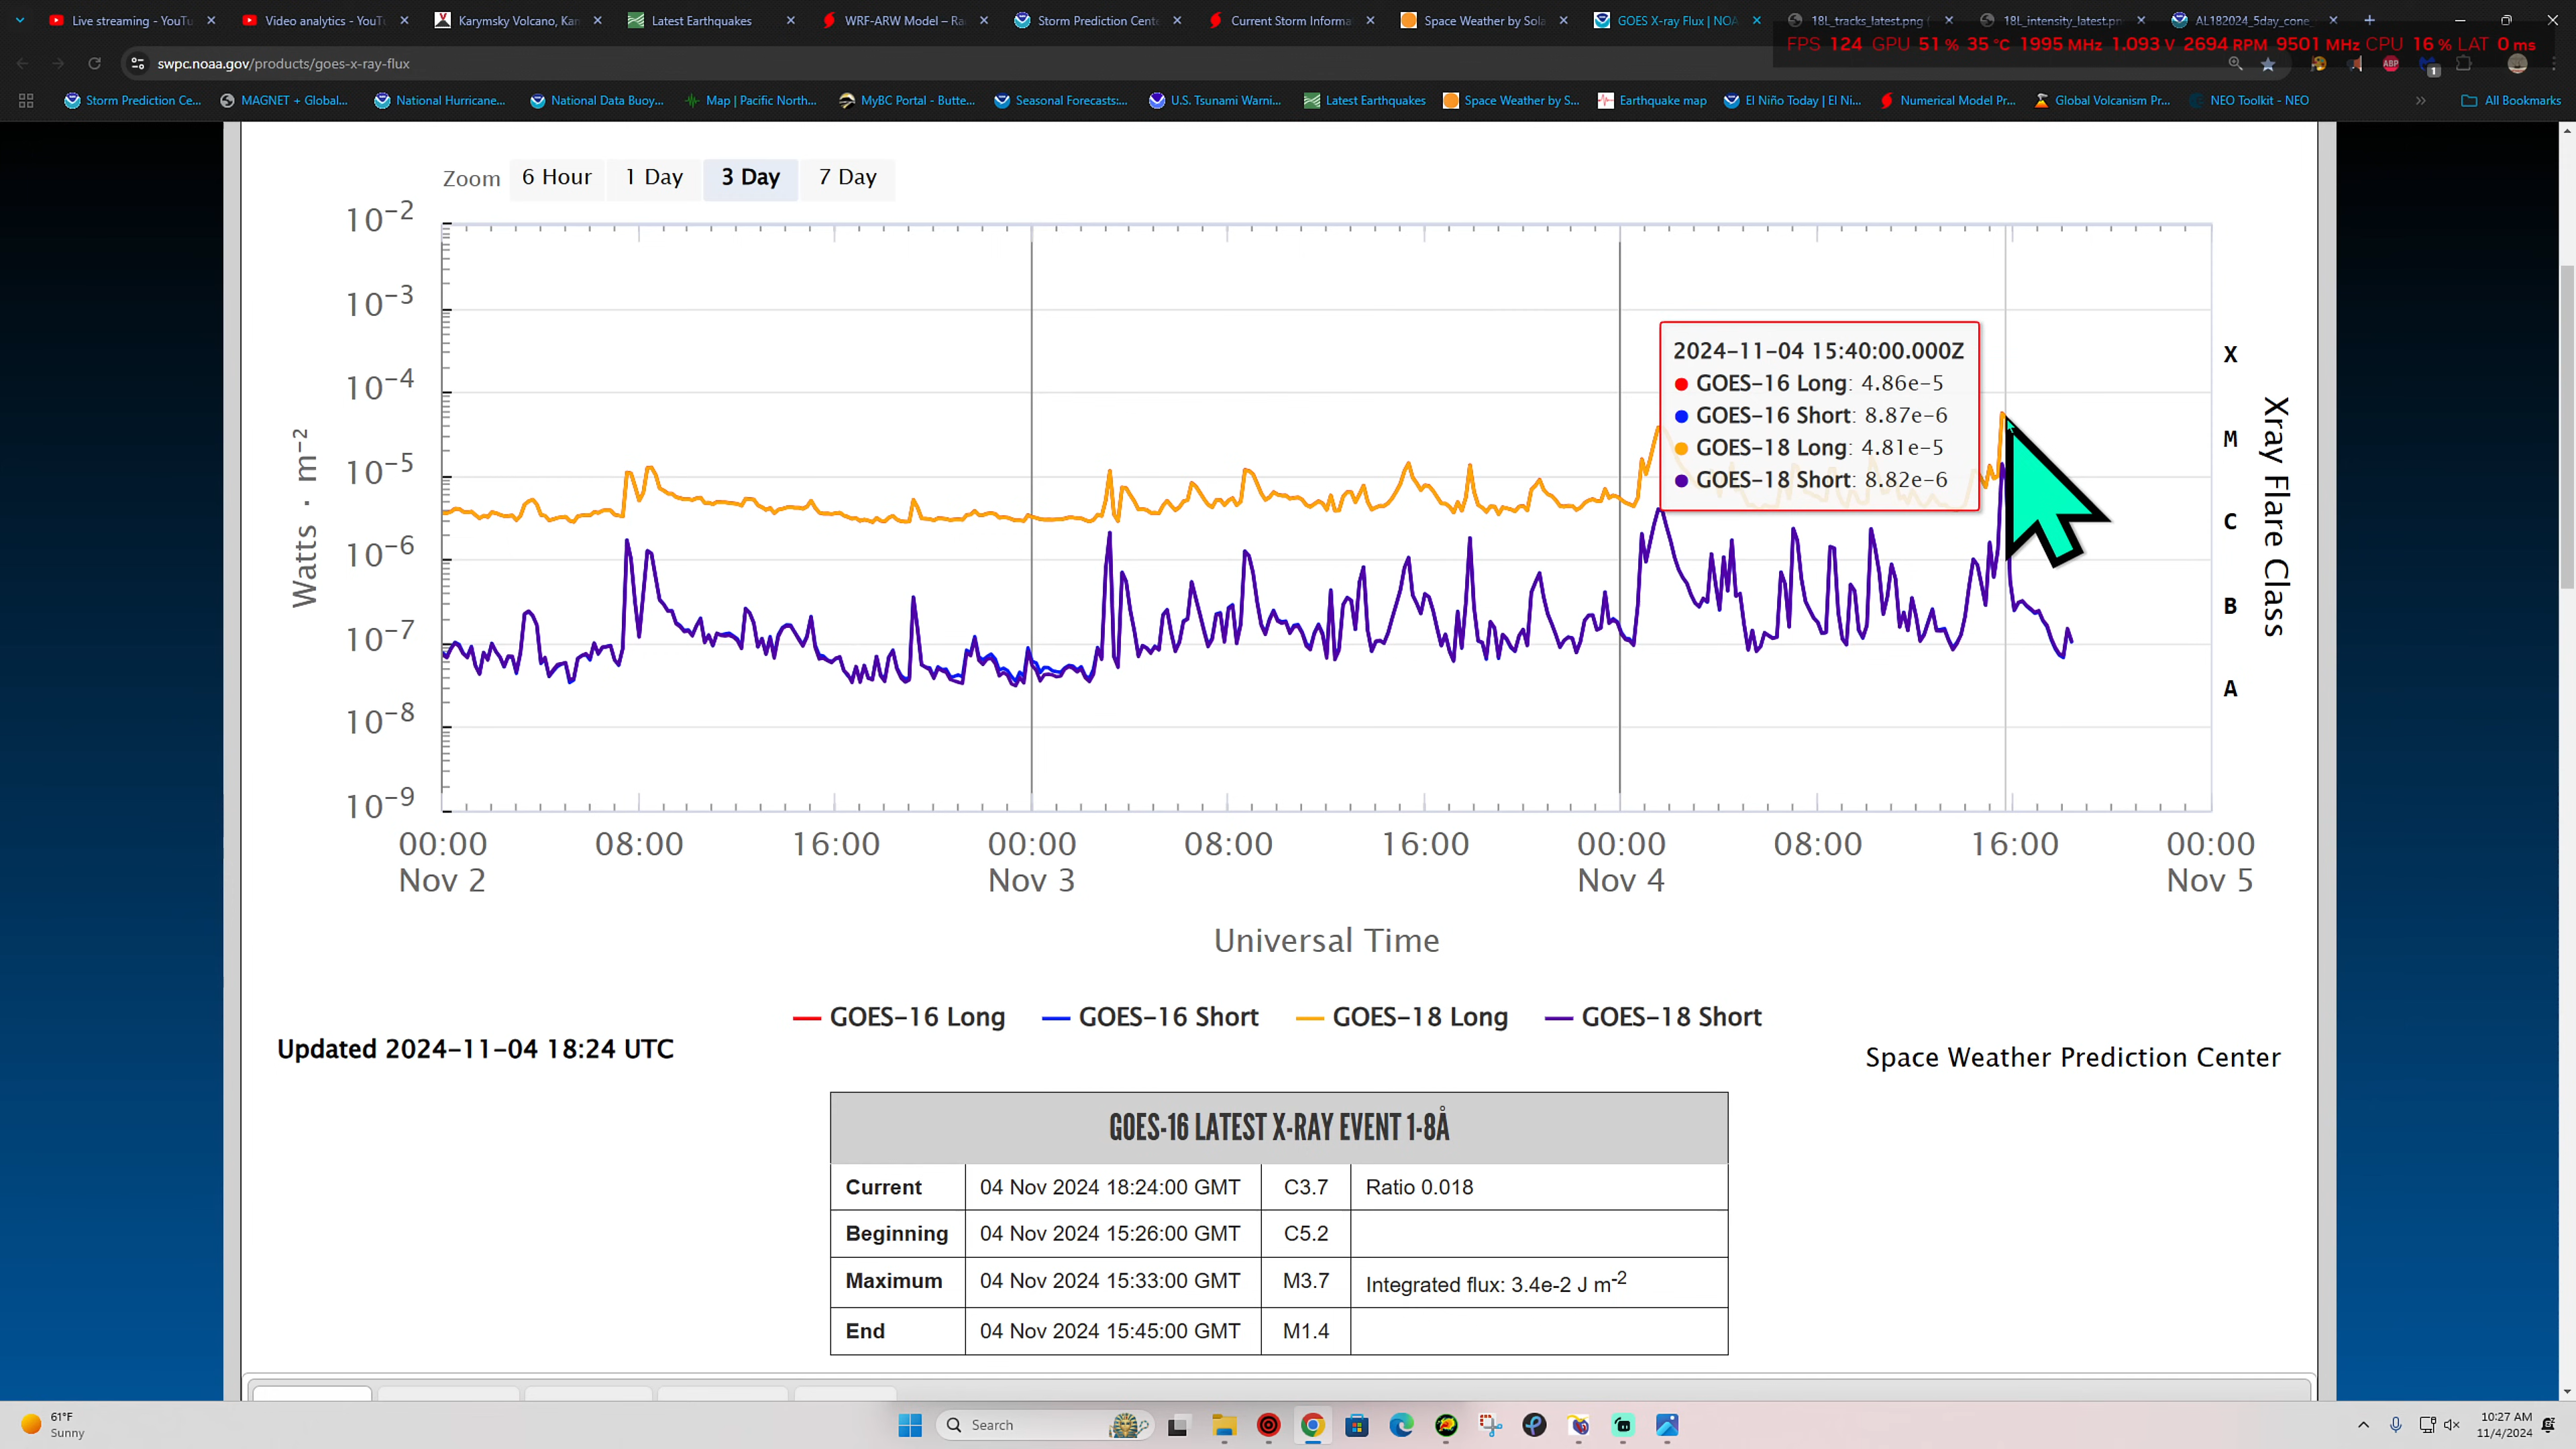 Live streaming - YouTu
Video analytics - YouTu
Karymsky Volcano, Kan
Latest Earthquakes
WRF-ARW Model – Ra
Storm Prediction Cente
Current Storm Informa
Space Weather by Sola
GOES X-ray Flux | NOA
18L_tracks_latest.png (
18L_intensity_latest.pn
AL182024_5day_cone_
FPS 124 GPU 51 % 35 °C 1995 MHz 1.093 V 2694 RPM 9501 MHz CPU 16 % LAT 0 ms
swpc.noaa.gov/products/goes-x-ray-flux
ABP
1
Storm Prediction Ce...
MAGNET + Global...
National Hurricane...
National Data Buoy...
Map | Pacific North...
MyBC Portal - Butte...
Seasonal Forecasts:...
U.S. Tsunami Warni...
Latest Earthquakes
Space Weather by S...
Earthquake map
El Niño Today | El Ni...
Numerical Model Pr...
Global Volcanism Pr...
NEO Toolkit - NEO
All Bookmarks
Zoom 6 Hour 1 Day 3 Day 7 Day
10⁻²
10⁻³
10⁻⁴
10⁻⁵
10⁻⁶
10⁻⁷
10⁻⁸
10⁻⁹
Watts · m⁻²
2024-11-04 15:40:00.000Z
GOES-16 Long: 4.86e-5
GOES-16 Short: 8.87e-6
GOES-18 Long: 4.81e-5
GOES-18 Short: 8.82e-6
X
M
C
B
A
Xray Flare Class
00:00 08:00 16:00 00:00 08:00 16:00 00:00 08:00 16:00 00:00
Nov 2 Nov 3 Nov 4 Nov 5
Universal Time
GOES-16 Long GOES-16 Short GOES-18 Long GOES-18 Short
Updated 2024-11-04 18:24 UTC
Space Weather Prediction Center
GOES-16 LATEST X-RAY EVENT 1-8Å
Current 04 Nov 2024 18:24:00 GMT C3.7 Ratio 0.018
Beginning 04 Nov 2024 15:26:00 GMT C5.2
Maximum 04 Nov 2024 15:33:00 GMT M3.7 Integrated flux: 3.4e-2 J m⁻²
End 04 Nov 2024 15:45:00 GMT M1.4
61°F
Sunny
Search
10:27 AM
11/4/2024